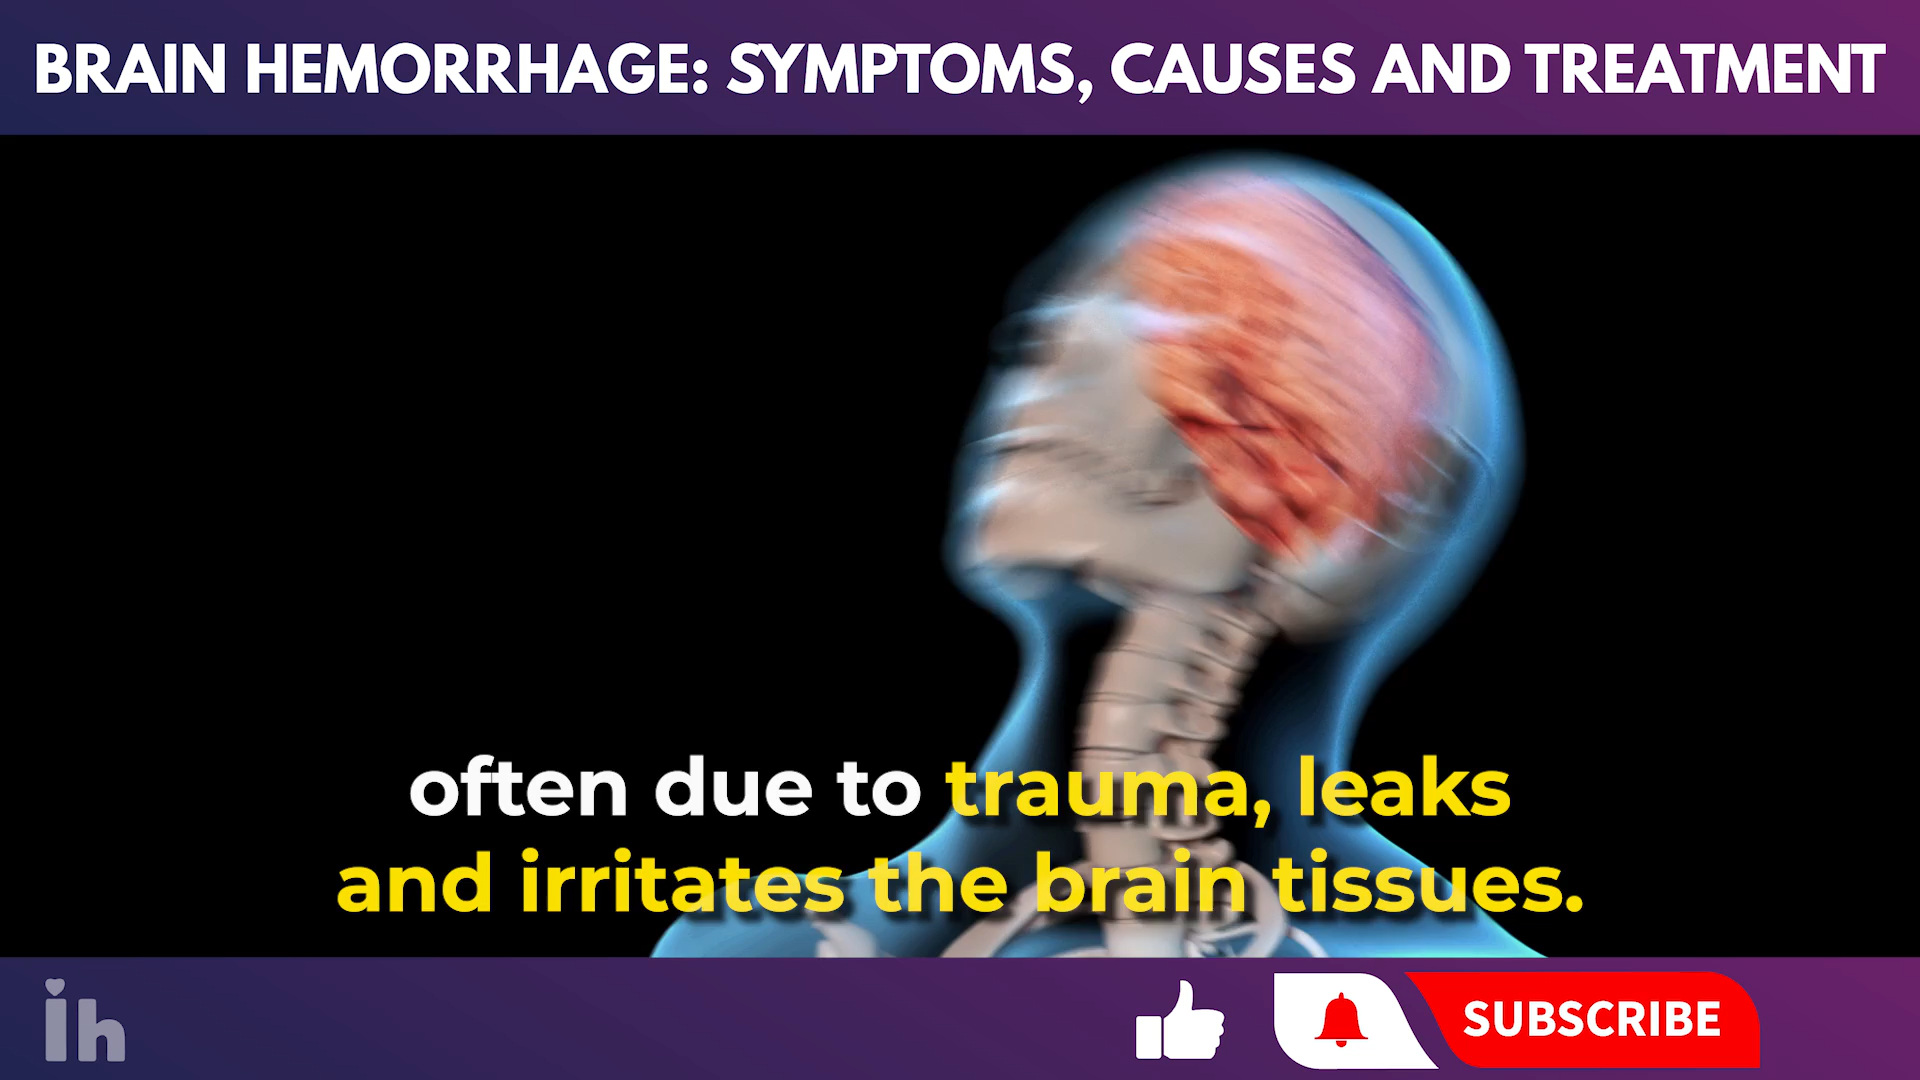 BRAIN HEMORRHAGE: SYMPTOMS, CAUSES AND TREATMENT
often due to trauma, leaks
and irritates the brain tissues.
ih
SUBSCRIBE